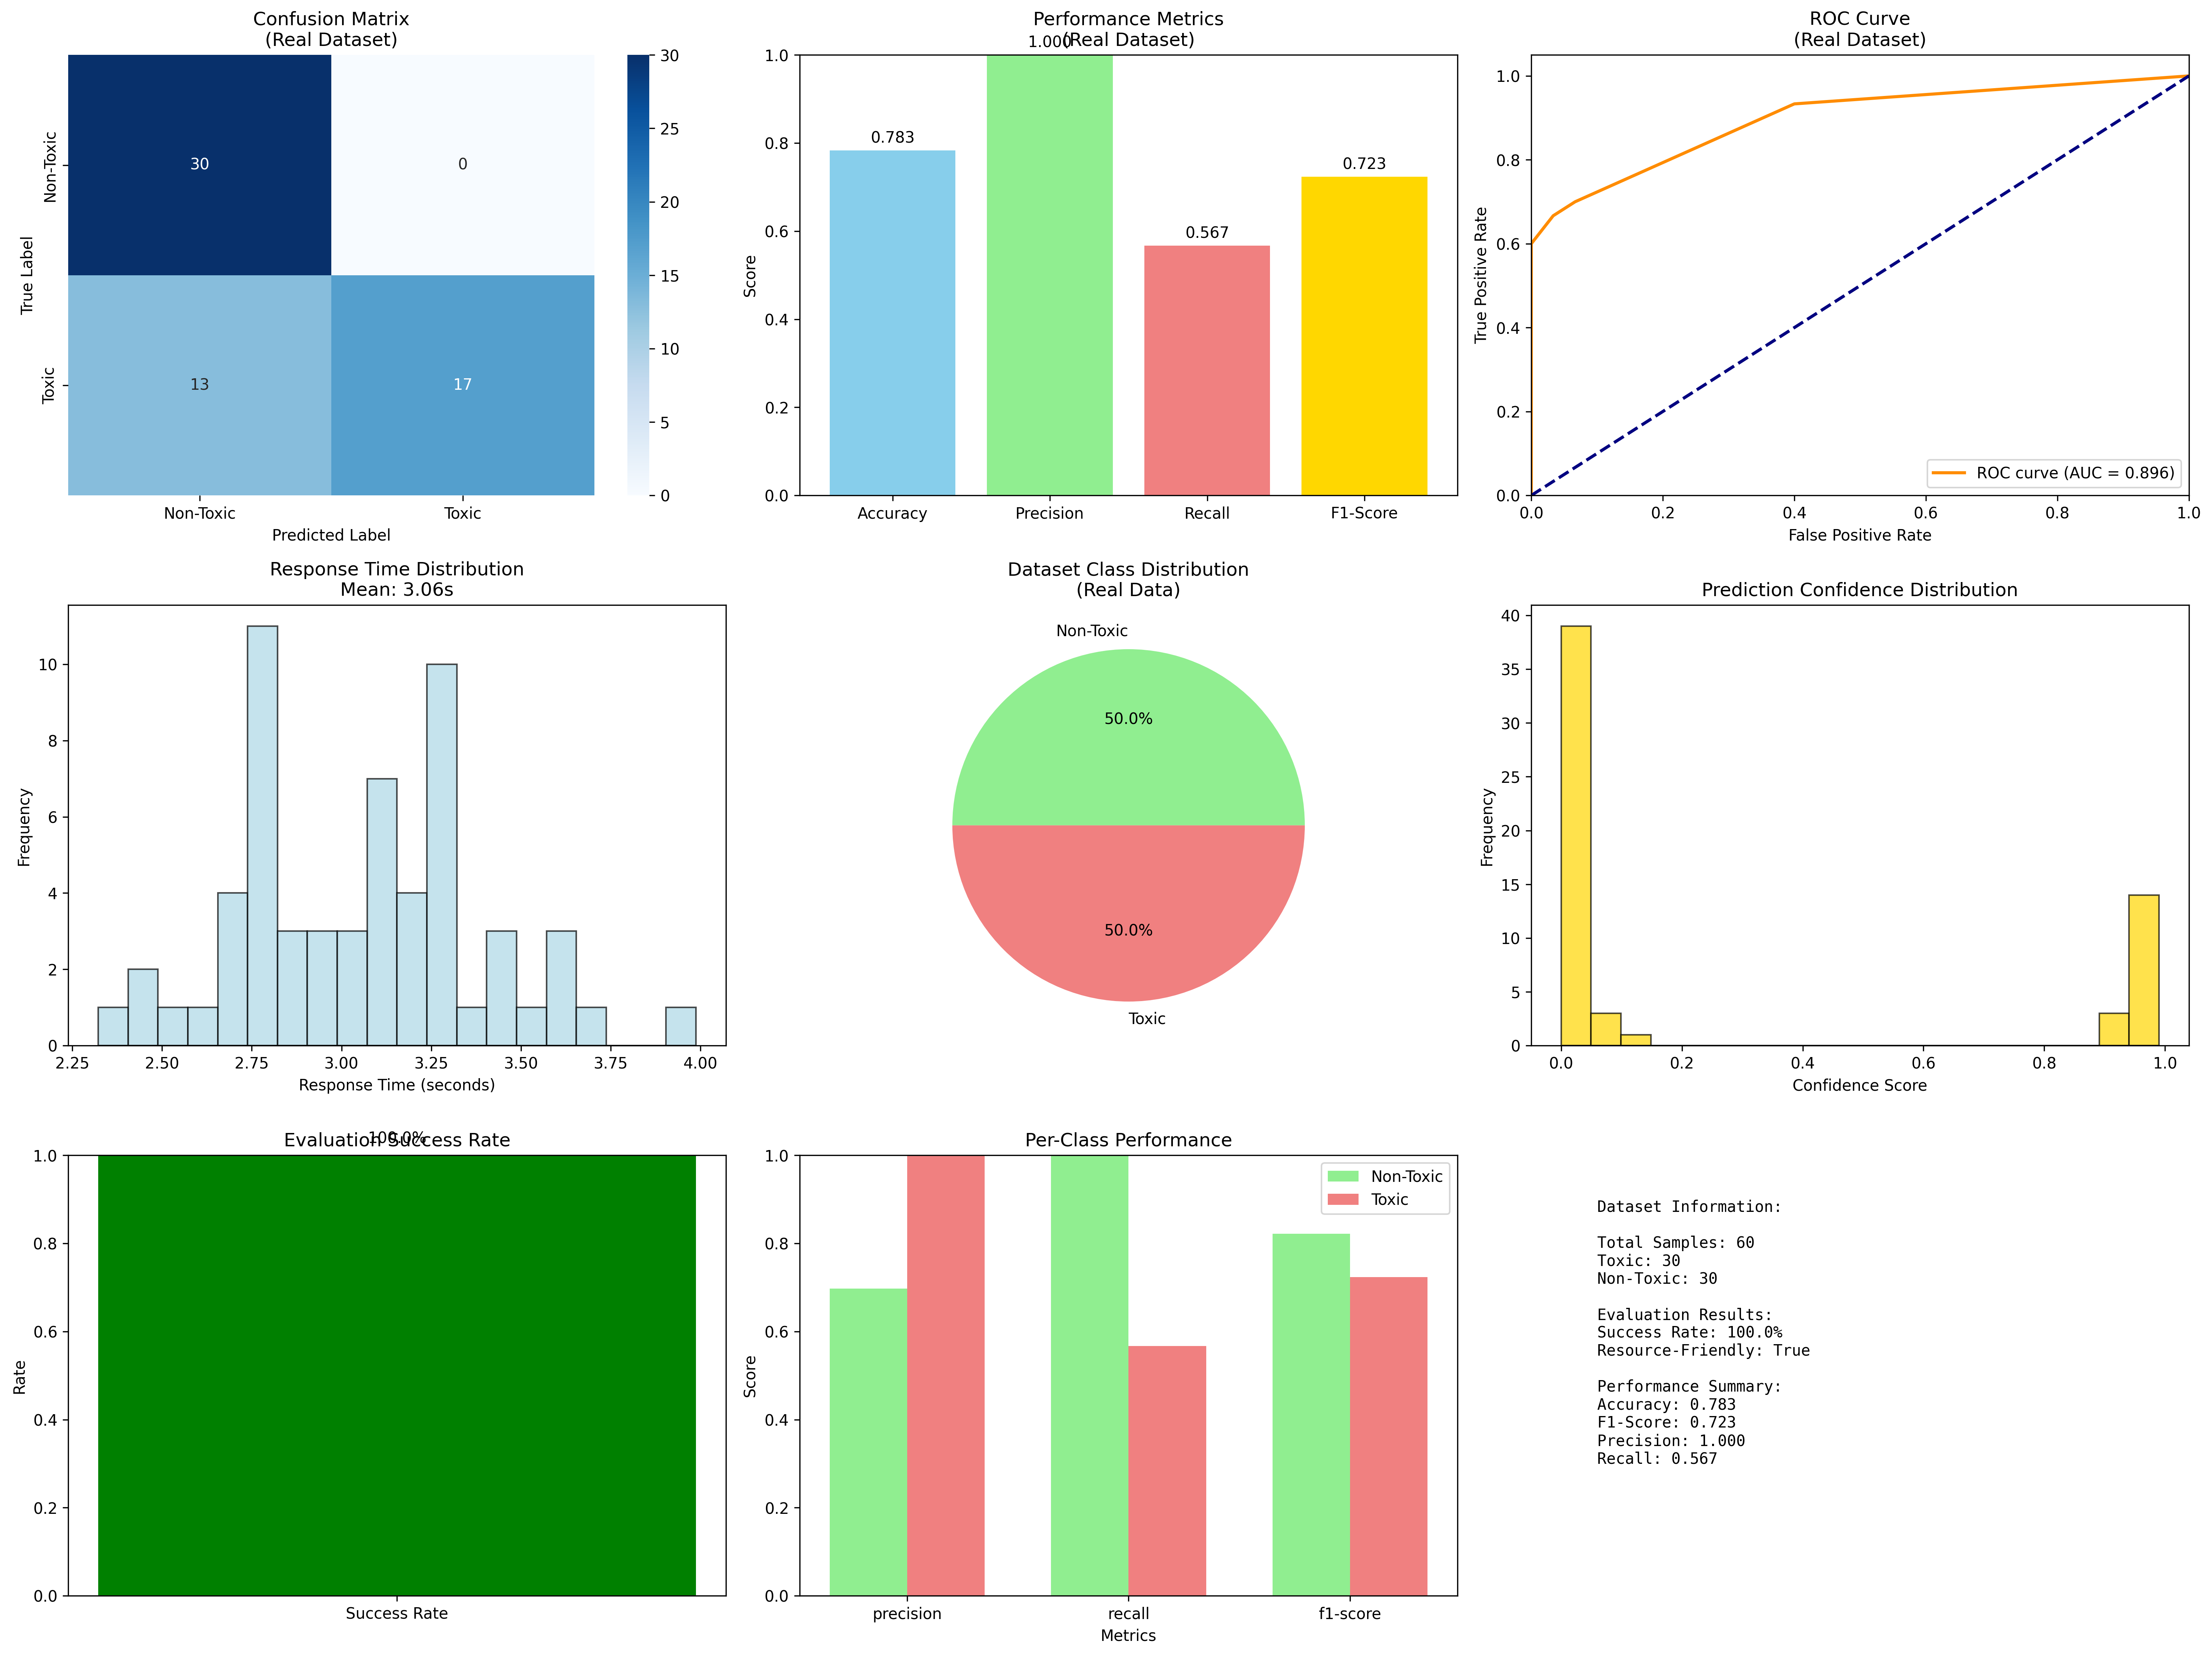 Confusion Matrix
(Real Dataset)
Non-Toxic
Toxic
True Label
30
0
13
17
Non-Toxic
Toxic
Predicted Label
30
25
20
15
10
5
0
Performance Metrics
(Real Dataset)
1.000
0.783
0.567
0.723
1.0
0.8
0.6
0.4
0.2
0.0
Score
Accuracy
Precision
Recall
F1-Score
ROC Curve
(Real Dataset)
1.0
0.8
0.6
0.4
0.2
0.0
True Positive Rate
ROC curve (AUC = 0.896)
0.0
0.2
0.4
0.6
0.8
1.0
False Positive Rate
Response Time Distribution
Mean: 3.06s
10
8
6
4
2
0
Frequency
2.25
2.50
2.75
3.00
3.25
3.50
3.75
4.00
Response Time (seconds)
Dataset Class Distribution
(Real Data)
Non-Toxic
50.0%
50.0%
Toxic
Prediction Confidence Distribution
40
35
30
25
20
15
10
5
0
Frequency
0.0
0.2
0.4
0.6
0.8
1.0
Confidence Score
Evaluation Success Rate
100.0%
1.0
0.8
0.6
0.4
0.2
0.0
Rate
Success Rate
Per-Class Performance
1.0
0.8
0.6
0.4
0.2
0.0
Score
Non-Toxic
Toxic
precision
recall
f1-score
Metrics
Dataset Information:
Total Samples: 60
Toxic: 30
Non-Toxic: 30
Evaluation Results:
Success Rate: 100.0%
Resource-Friendly: True
Performance Summary:
Accuracy: 0.783
F1-Score: 0.723
Precision: 1.000
Recall: 0.567